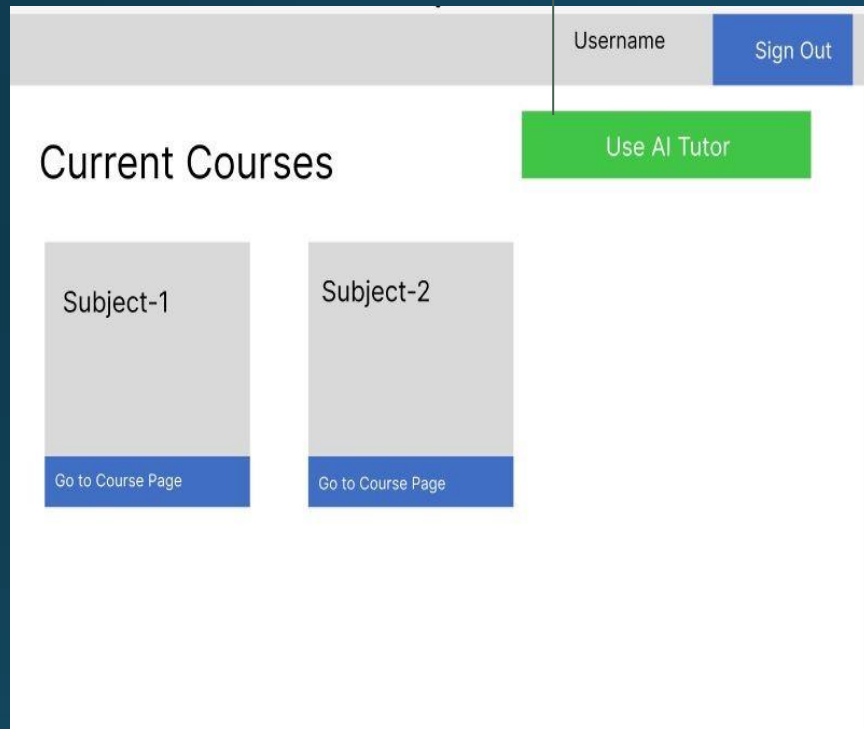 Username
Sign Out
Use AI Tutor
Current Courses
Subject-1
Subject-2
Go to Course Page
Go to Course Page